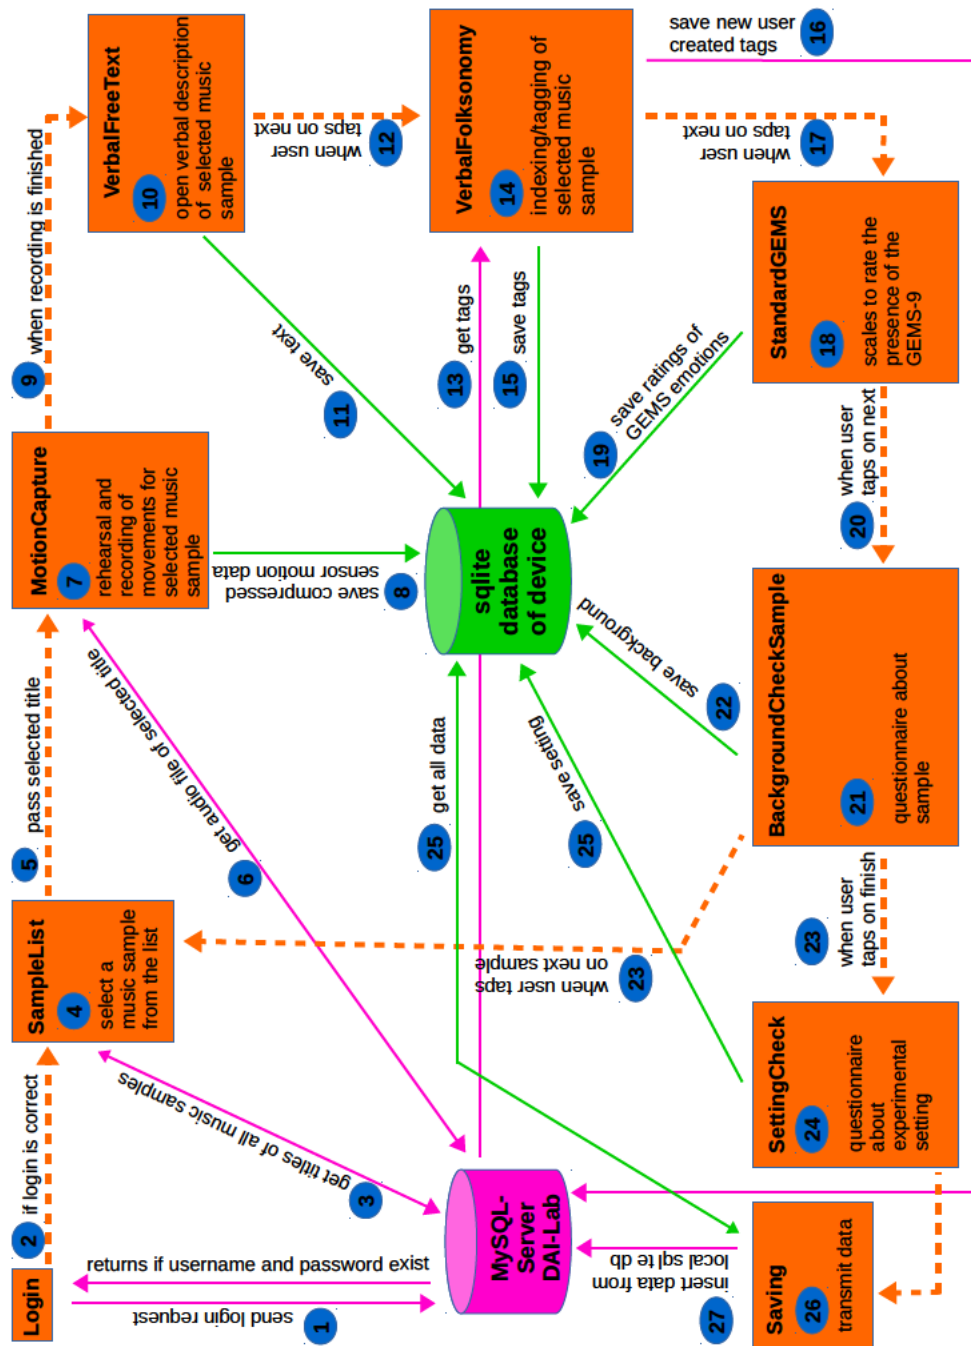 Login
1
send login request
returns if username and password exist
2
if login is correct
MySQL-
Server
DAI-Lab
3
get titles of all music samples
SampleList
4
select a
music sample
from the list
5
pass selected title
6
get audio file of selected title
MotionCapture
7
rehearsal and
recording of
movements for
selected music
sample
8
save compressed
sensor motion data
9
when recording is finished
VerbalFreeText
10
open verbal description
of selected music
sample
11
save text
12
when user
taps on next
13
get tags
VerbalFolksonomy
14
indexing/tagging of
selected music
sample
15
save tags
16
save new user
created tags
17
when user
taps on next
StandardGEMS
18
scales to rate the
presence of the
GEMS-9
19
save ratings of
GEMS emotions
20
when user
taps on next
sqlite
database
of device
BackgroundCheckSample
21
questionnaire about
sample
22
save background
23
when user taps
on next sample
23
when user
taps on finish
SettingCheck
24
questionnaire
about
experimental
setting
25
save setting
25
get all data
Saving
26
transmit data
27
insert data from
local sqlite db